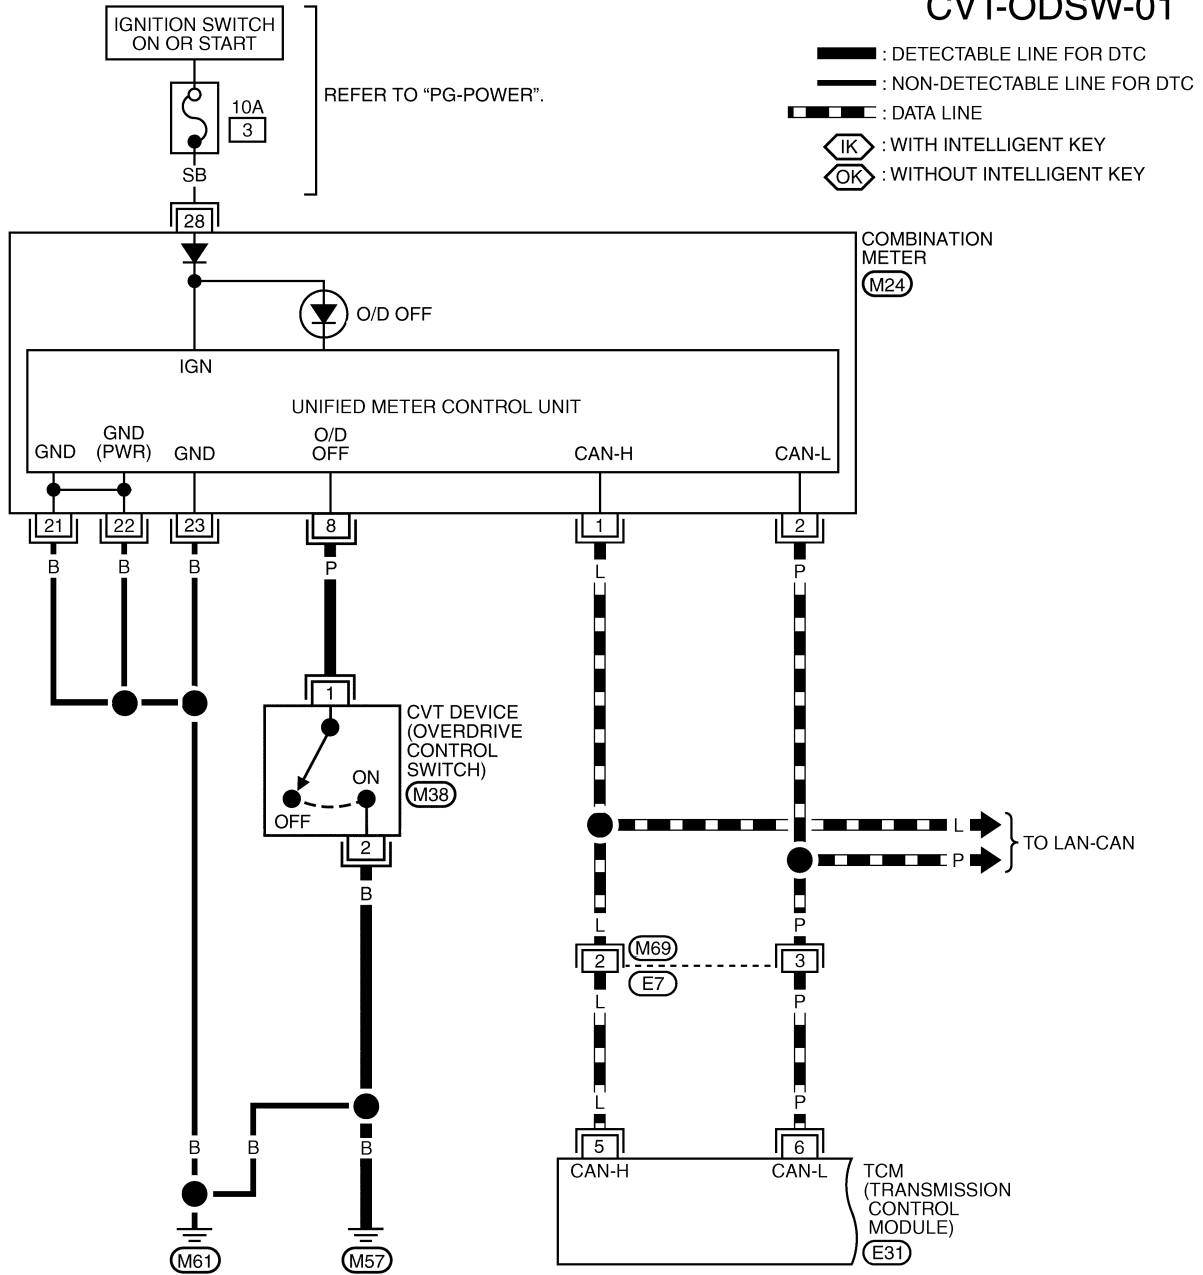 CVT-ODSW-01
IGNITION SWITCH
ON OR START
10A
3
REFER TO “PG-POWER”.
: DETECTABLE LINE FOR DTC
: NON-DETECTABLE LINE FOR DTC
: DATA LINE
IK : WITH INTELLIGENT KEY
OK : WITHOUT INTELLIGENT KEY
SB
28
COMBINATION
METER
M24
O/D OFF
IGN
UNIFIED METER CONTROL UNIT
GND
GND
(PWR)
GND
O/D
OFF
CAN-H
CAN-L
21
22
23
8
1
2
B
B
B
P
L
P
1
CVT DEVICE
(OVERDRIVE
CONTROL
SWITCH)
M38
ON
OFF
2
B
L
P
TO LAN-CAN
L
P
2
M69
E7
3
L
P
L
P
B
B
B
5
6
CAN-H
CAN-L
TCM
(TRANSMISSION
CONTROL
MODULE)
E31
M61
M57